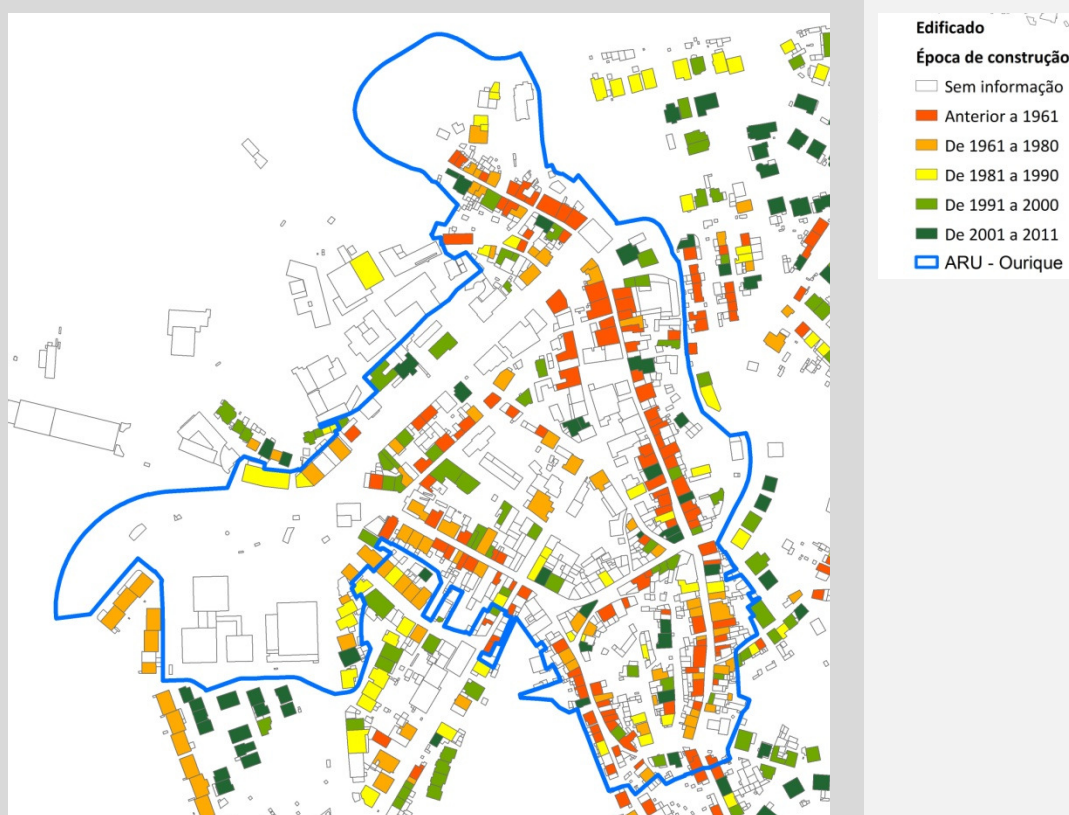 Edificado
Época de construção
Sem informação
Anterior a 1961
De 1961 a 1980
De 1981 a 1990
De 1991 a 2000
De 2001 a 2011
ARU - Ourique